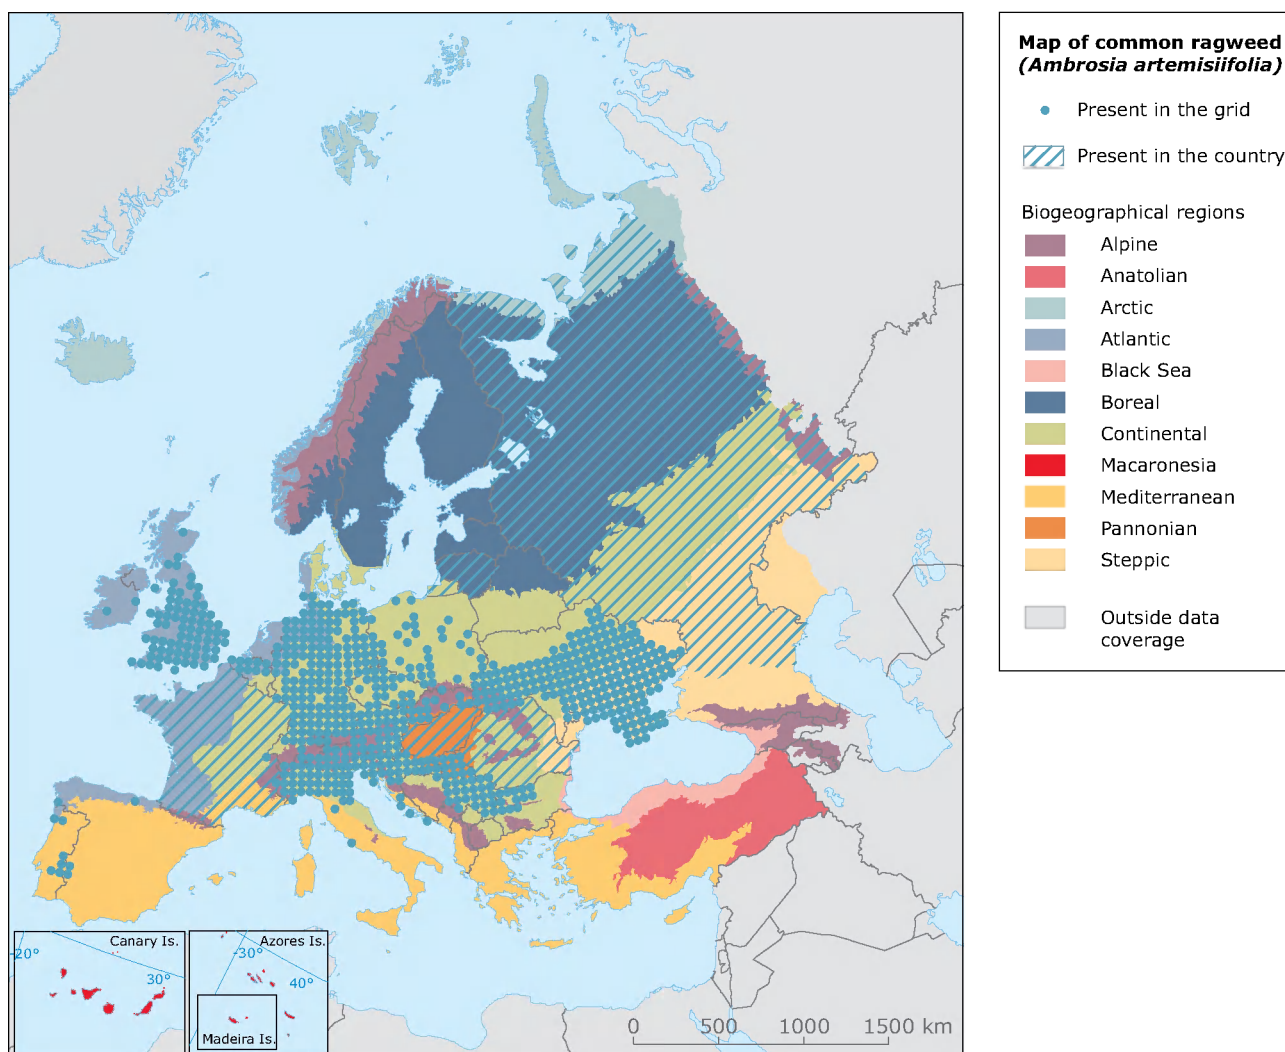 Map of common ragweed
(Ambrosia artemisiifolia)
Present in the grid
Present in the country
Biogeographical regions
Alpine
Anatolian
Arctic
Atlantic
Black Sea
Boreal
Continental
Macaronesia
Mediterranean
Pannonian
Steppic
Outside data
coverage
Canary Is.
-20°
30°
Azores Is.
-30°
40°
Madeira Is.
0 500 1000 1500 km